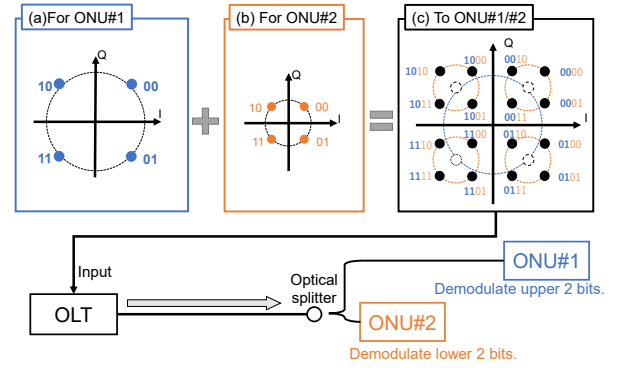 (a)For ONU#1
(b) For ONU#2
(c) To ONU#1/#2
Q
10
00
I
11
01
Q
10
00
I
11
01
Q
1000
0010
1010
0000
1011
0001
1001
0011
I
1100
0110
1110
0100
1111
0101
1101
0111
Input
OLT
Optical
splitter
ONU#1
Demodulate upper 2 bits.
ONU#2
Demodulate lower 2 bits.